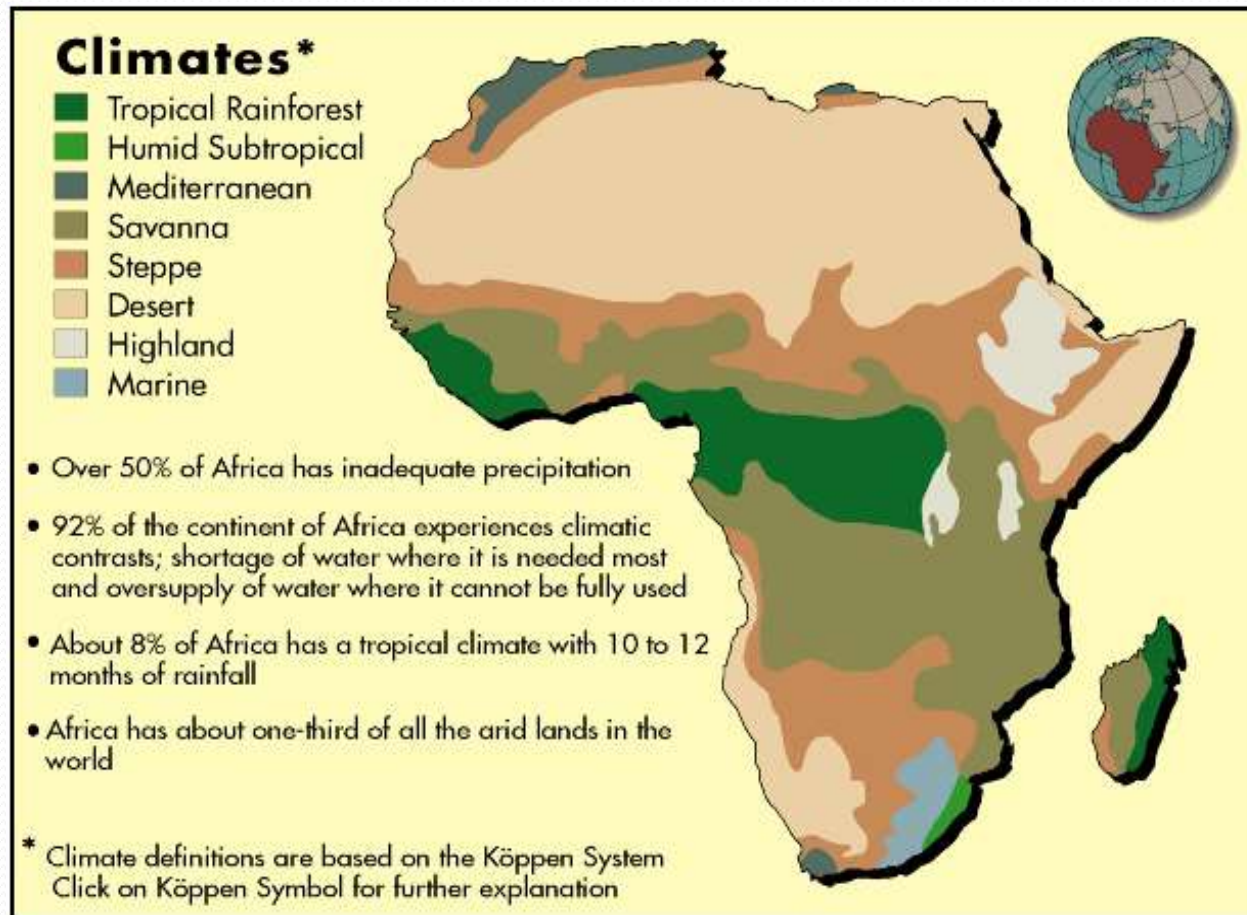 Climates*
Tropical Rainforest
Humid Subtropical
Mediterranean
Savanna
Steppe
Desert
Highland
Marine
• Over 50% of Africa has inadequate precipitation
• 92% of the continent of Africa experiences climatic
contrasts; shortage of water where it is needed most
and oversupply of water where it cannot be fully used
• About 8% of Africa has a tropical climate with 10 to 12
months of rainfall
• Africa has about one-third of all the arid lands in the
world
* Climate definitions are based on the Köppen System
Click on Köppen Symbol for further explanation